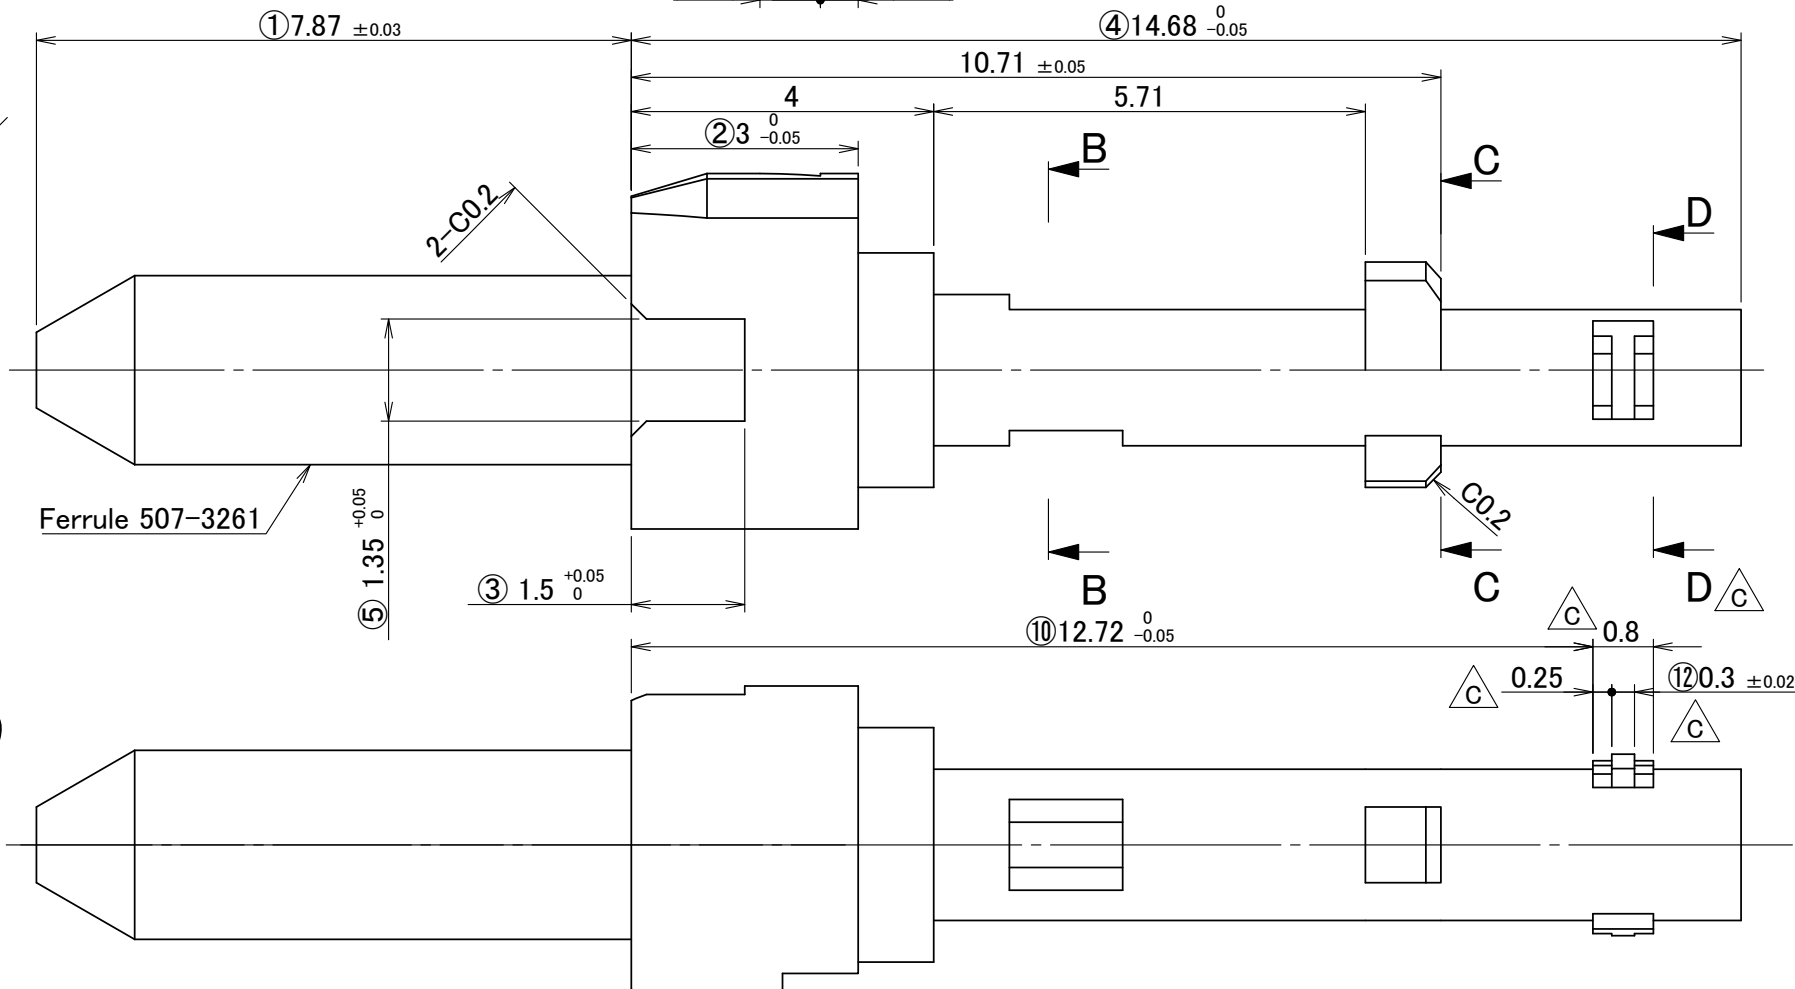 ①7.87 ±0.03
④14.68 0 -0.05
10.71 ±0.05
4
5.71
②3 0 -0.05
B
C
D
2-C0.2
Ferrule 507-3261
⑤ 1.35 +0.05 0
③ 1.5 +0.05 0
C0.2
B
C
D
C
⑩12.72 0 -0.05
C
0.8
C
0.25
⑫0.3 ±0.02
C